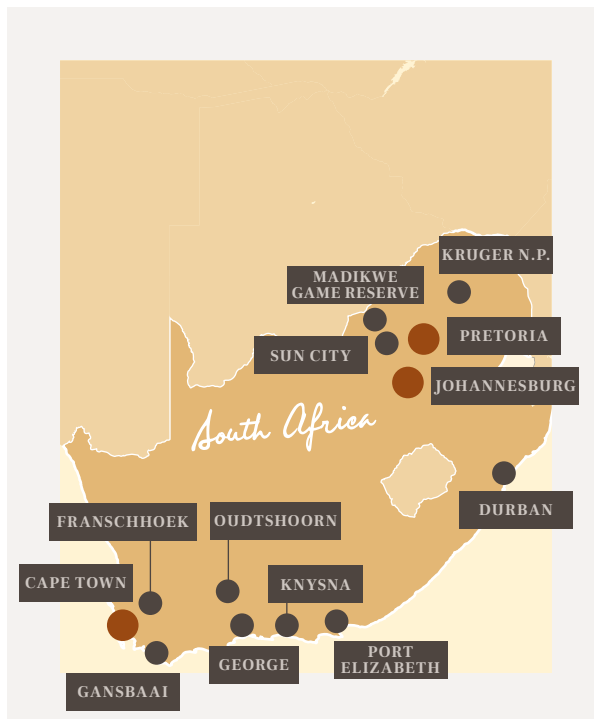 KRUGER N.P.
MADIKWE
GAME RESERVE
PRETORIA
SUN CITY
JOHANNESBURG
South Africa
DURBAN
FRANSCHHOEK
OUDTSHOORN
CAPE TOWN
KNYSNA
GEORGE
PORT
ELIZABETH
GANSBAAI